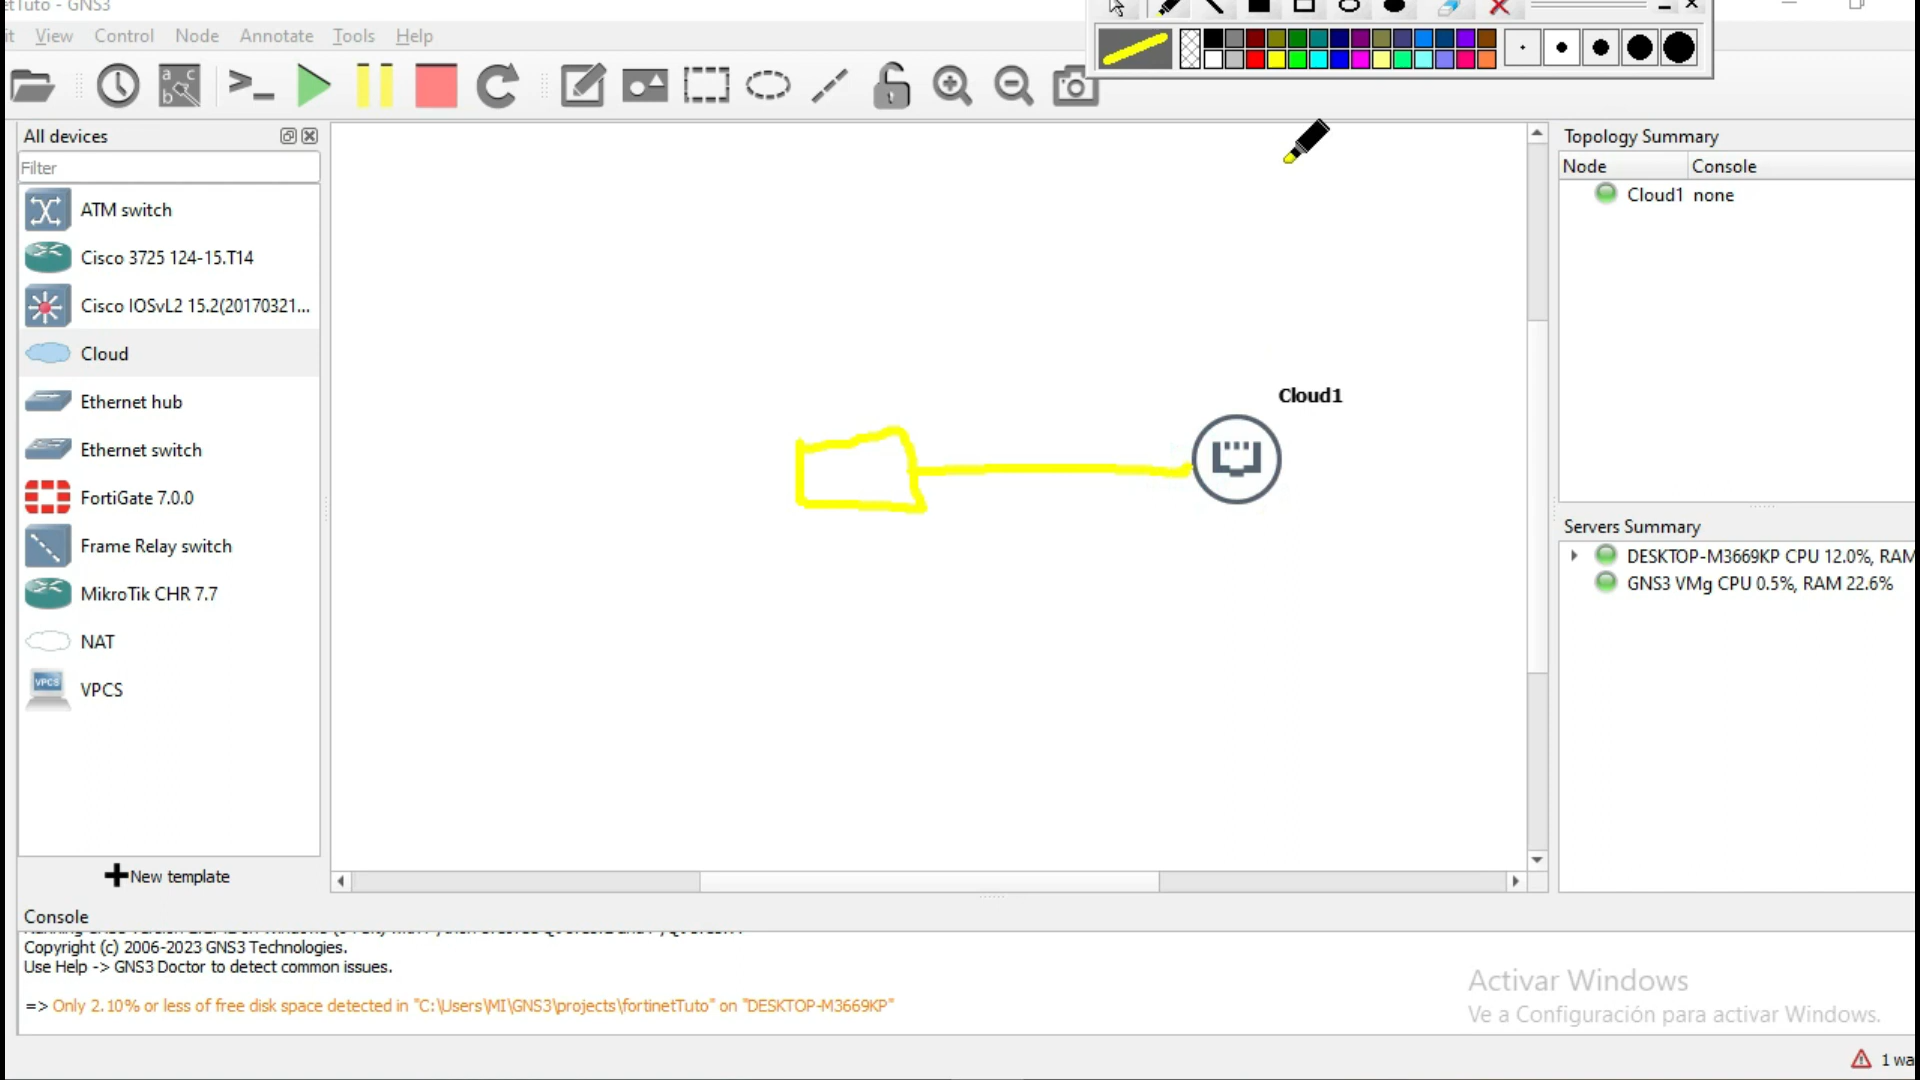 etTuto - GNS3
it View Control Node Annotate Tools Help
All devices
Filter
ATM switch
Cisco 3725 124-15.T14
Cisco IOSvL2 15.2(20170321...
Cloud
Ethernet hub
Ethernet switch
FortiGate 7.0.0
Frame Relay switch
MikroTik CHR 7.7
NAT
VPCS
New template
Cloud1
Topology Summary
Node Console
Cloud1 none
Servers Summary
DESKTOP-M3669KP CPU 12.0%, RAM
GNS3 VMg CPU 0.5%, RAM 22.6%
Console
Copyright (c) 2006-2023 GNS3 Technologies.
Use Help -> GNS3 Doctor to detect common issues.
=> Only 2.10% or less of free disk space detected in "C:\Users\MI\GNS3\projects\fortinetTuto" on "DESKTOP-M3669KP"
Activar Windows
Ve a Configuración para activar Windows.
1 wa